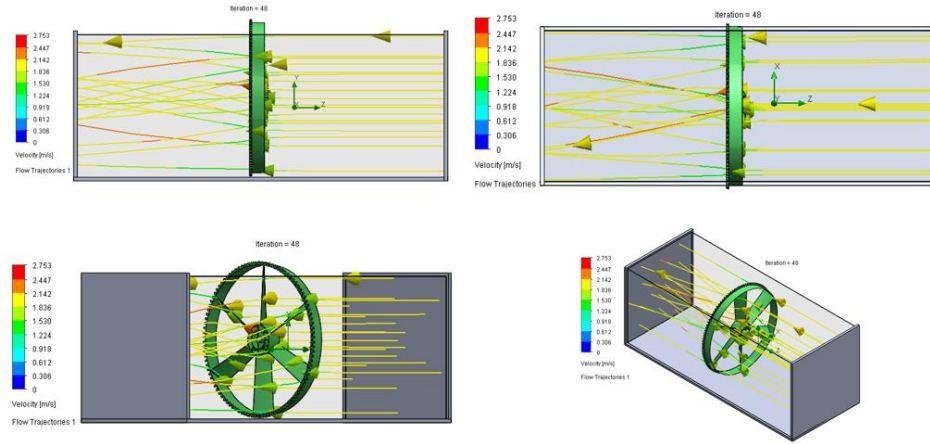 Iteration = 48
2.753
2.447
2.142
1.836
1.530
1.224
0.918
0.612
0.306
0
Velocity [m/s]
Flow Trajectories 1
Y
Z
Iteration = 48
2.753
2.447
2.142
1.836
1.530
1.224
0.918
0.612
0.306
0
Velocity [m/s]
Flow Trajectories 1
X
Y
Z
Iteration = 48
2.753
2.447
2.142
1.836
1.530
1.224
0.918
0.612
0.306
0
Velocity [m/s]
Flow Trajectories 1
Iteration = 48
2.753
2.447
2.142
1.836
1.530
1.224
0.918
0.612
0.306
0
Velocity [m/s]
Flow Trajectories 1